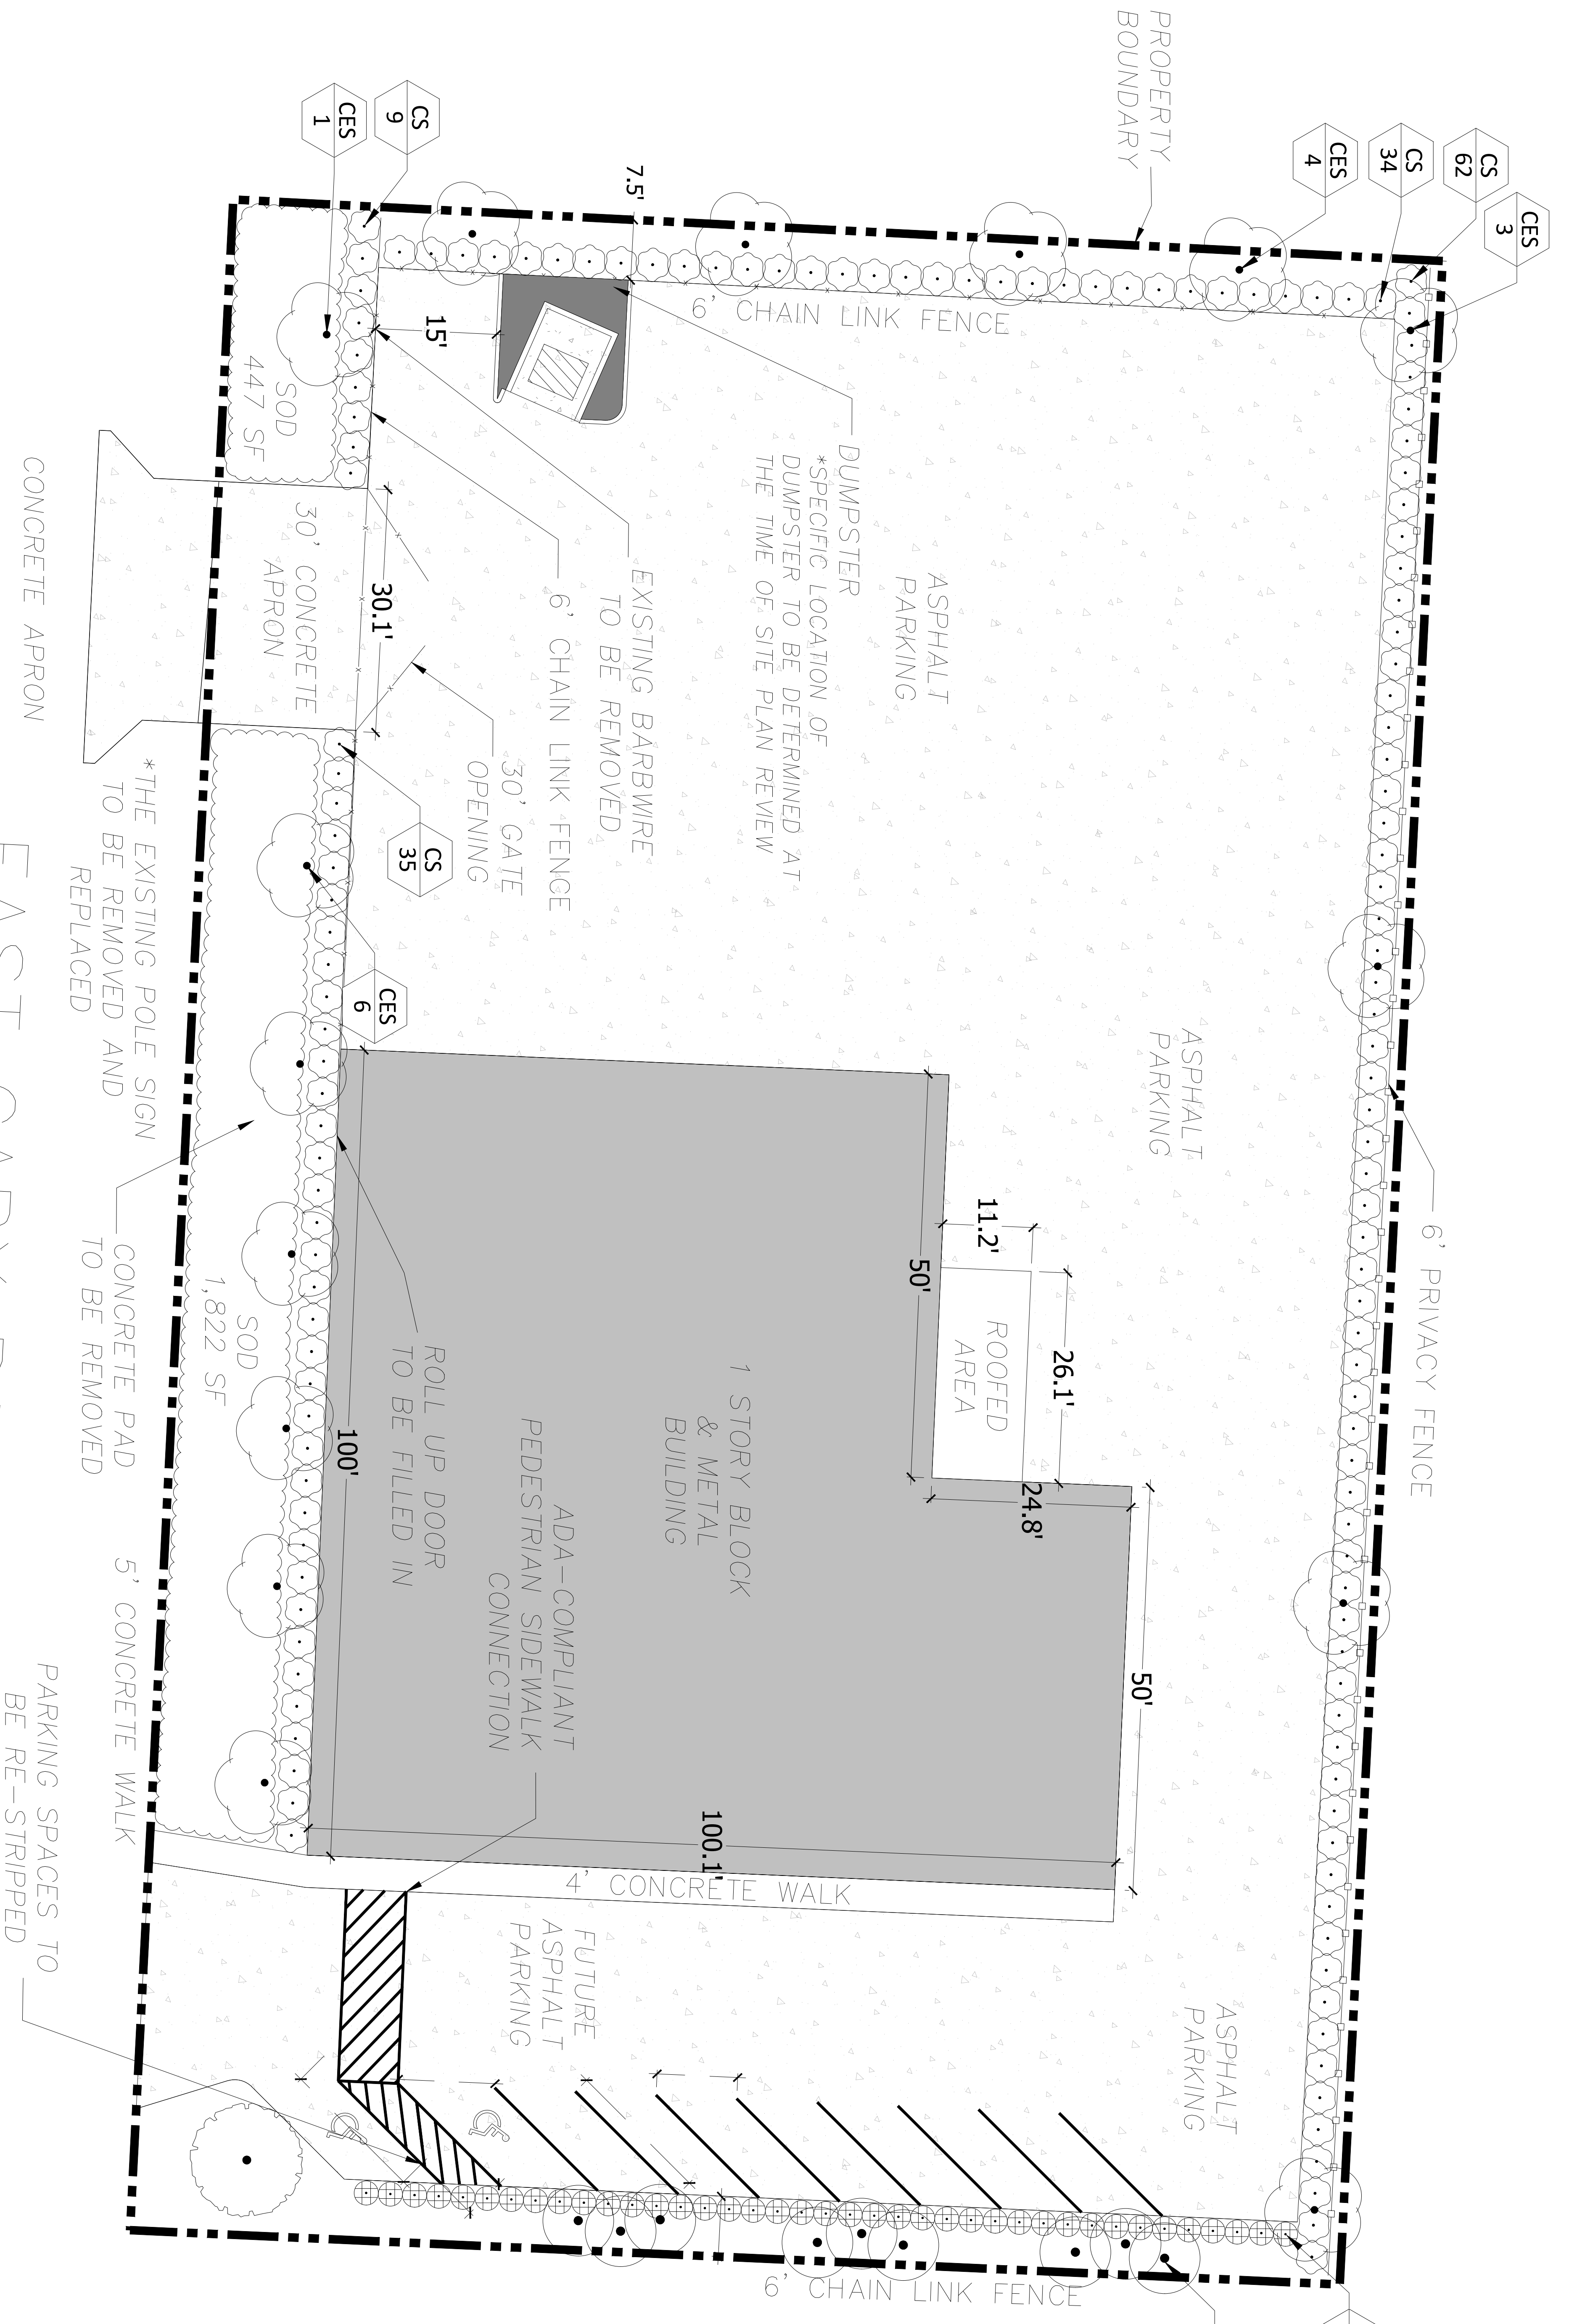 PROPERTY
BOUNDARY
CES
3
CS
62
CS
34
CES
4
CS
9
CES
1
7.5'
6' CHAIN LINK FENCE
15'
SOD
447 SF
DUMPSTER
*SPECIFIC LOCATION OF
DUMPSTER TO BE DETERMINED AT
THE TIME OF SITE PLAN REVIEW
ASPHALT
PARKING
EXISTING BARBWIRE
TO BE REMOVED
6' CHAIN LINK FENCE
30' GATE
OPENING
30.1'
30' CONCRETE
APRON
CONCRETE APRON
CS
35
CES
6
*THE EXISTING POLE SIGN
TO BE REMOVED AND
REPLACED
ASPHALT
PARKING
6' PRIVACY FENCE
11.2'
26.1'
50'
ROOFED
AREA
24.8'
50'
1 STORY BLOCK
& METAL
BUILDING
ROLL UP DOOR
TO BE FILLED IN
100'
SOD
1,822 SF
CONCRETE PAD
TO BE REMOVED
ADA-COMPLIANT
PEDESTRIAN SIDEWALK
CONNECTION
5' CONCRETE WALK
100.1'
4' CONCRETE WALK
PARKING SPACES TO
BE RE-STRIPPED
FUTURE
ASPHALT
PARKING
ASPHALT
PARKING
6' CHAIN LINK FENCE